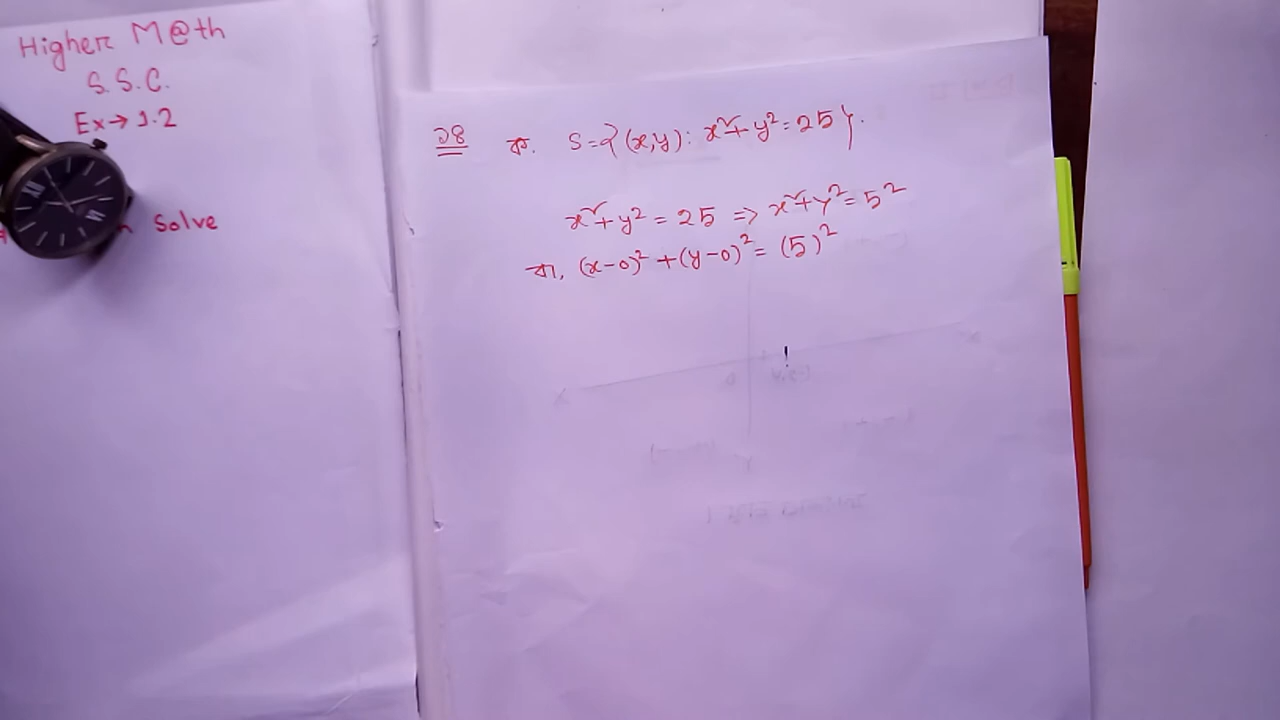 Higher M@th
S.S.C.
Ex→1.2
Solve
১৪ ক. S={(x,y): x²+y²=25}.
x²+y²=25 ⇒ x²+y²=5²
বা, (x-0)²+(y-0)²=(5)²